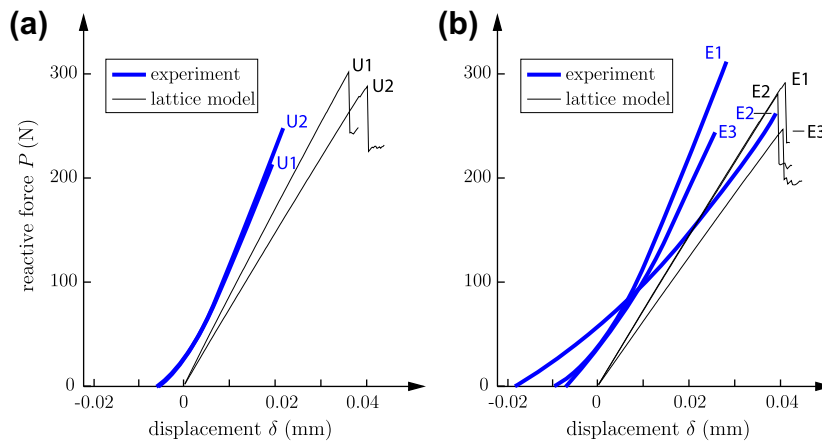 (a)
300
200
100
0
reactive force P (N)
experiment
lattice model
U1
U2
U2
U1
-0.02
0
0.02
0.04
displacement δ (mm)
(b)
300
200
100
0
experiment
lattice model
E1
E2
E1
E2
E3
E3
-0.02
0
0.02
0.04
displacement δ (mm)